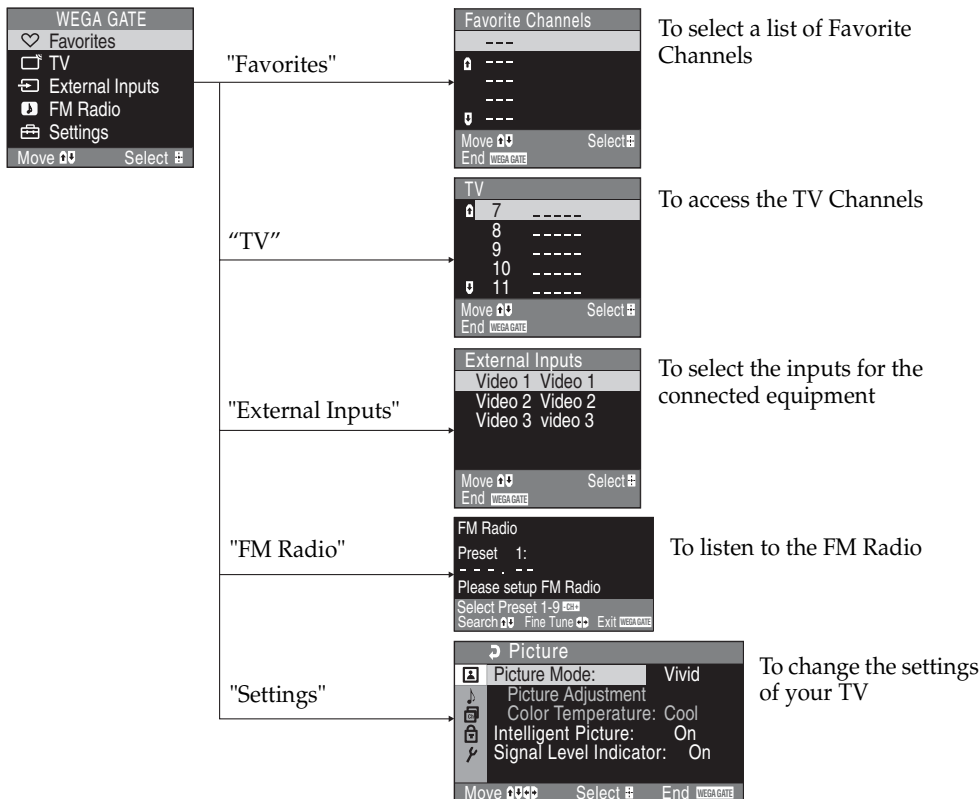 WEGA GATE
Favorites
TV
External Inputs
FM Radio
Settings
Move Select
"Favorites"
Favorite Channels
---
---
---
---
---
Move Select
End WEGA GATE
To select a list of Favorite
Channels
“TV”
TV
7 -----
8 -----
9 -----
10 -----
11 -----
Move Select
End WEGA GATE
To access the TV Channels
"External Inputs"
External Inputs
Video 1 Video 1
Video 2 Video 2
Video 3 video 3
Move Select
End WEGA GATE
To select the inputs for the
connected equipment
"FM Radio"
FM Radio
Preset 1:
---.--
Please setup FM Radio
Select Preset 1-9 -CH+
Search Fine Tune Exit WEGA GATE
To listen to the FM Radio
"Settings"
Picture
Picture Mode: Vivid
Picture Adjustment
Color Temperature: Cool
Intelligent Picture: On
Signal Level Indicator: On
Move Select End WEGA GATE
To change the settings
of your TV